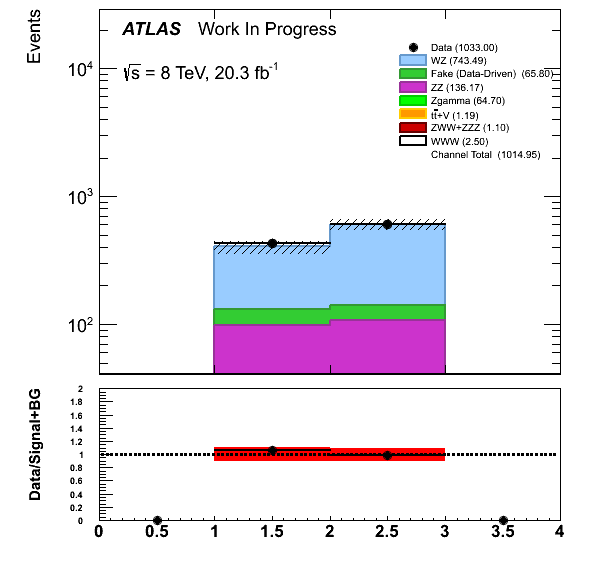 Events
ATLAS Work In Progress
√s = 8 TeV, 20.3 fb⁻¹
Data (1033.00)
WZ (743.49)
Fake (Data-Driven) (65.80)
ZZ (136.17)
Zgamma (64.70)
tt̄+V (1.19)
ZWW+ZZZ (1.10)
WWW (2.50)
Channel Total (1014.95)
10⁴
10³
10²
Data/Signal+BG
2
1.8
1.6
1.4
1.2
1
0.8
0.6
0.4
0.2
0
0 0.5 1 1.5 2 2.5 3 3.5 4